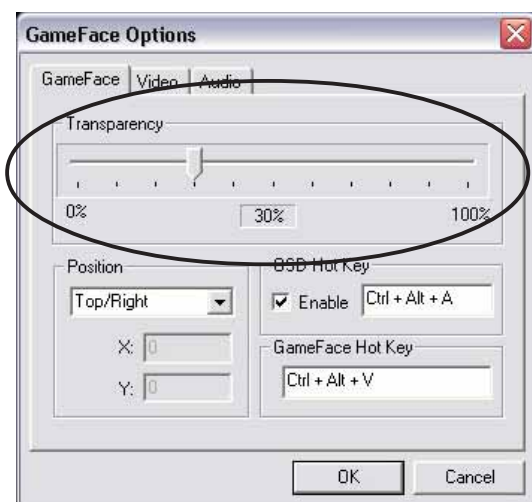 GameFace Options
GameFace Video Audio
Transparency
0% 30% 100%
Position
Top/Right
X: 0
Y: 0
OSD Hot Key
Enable Ctrl + Alt + A
GameFace Hot Key
Ctrl + Alt + V
OK Cancel